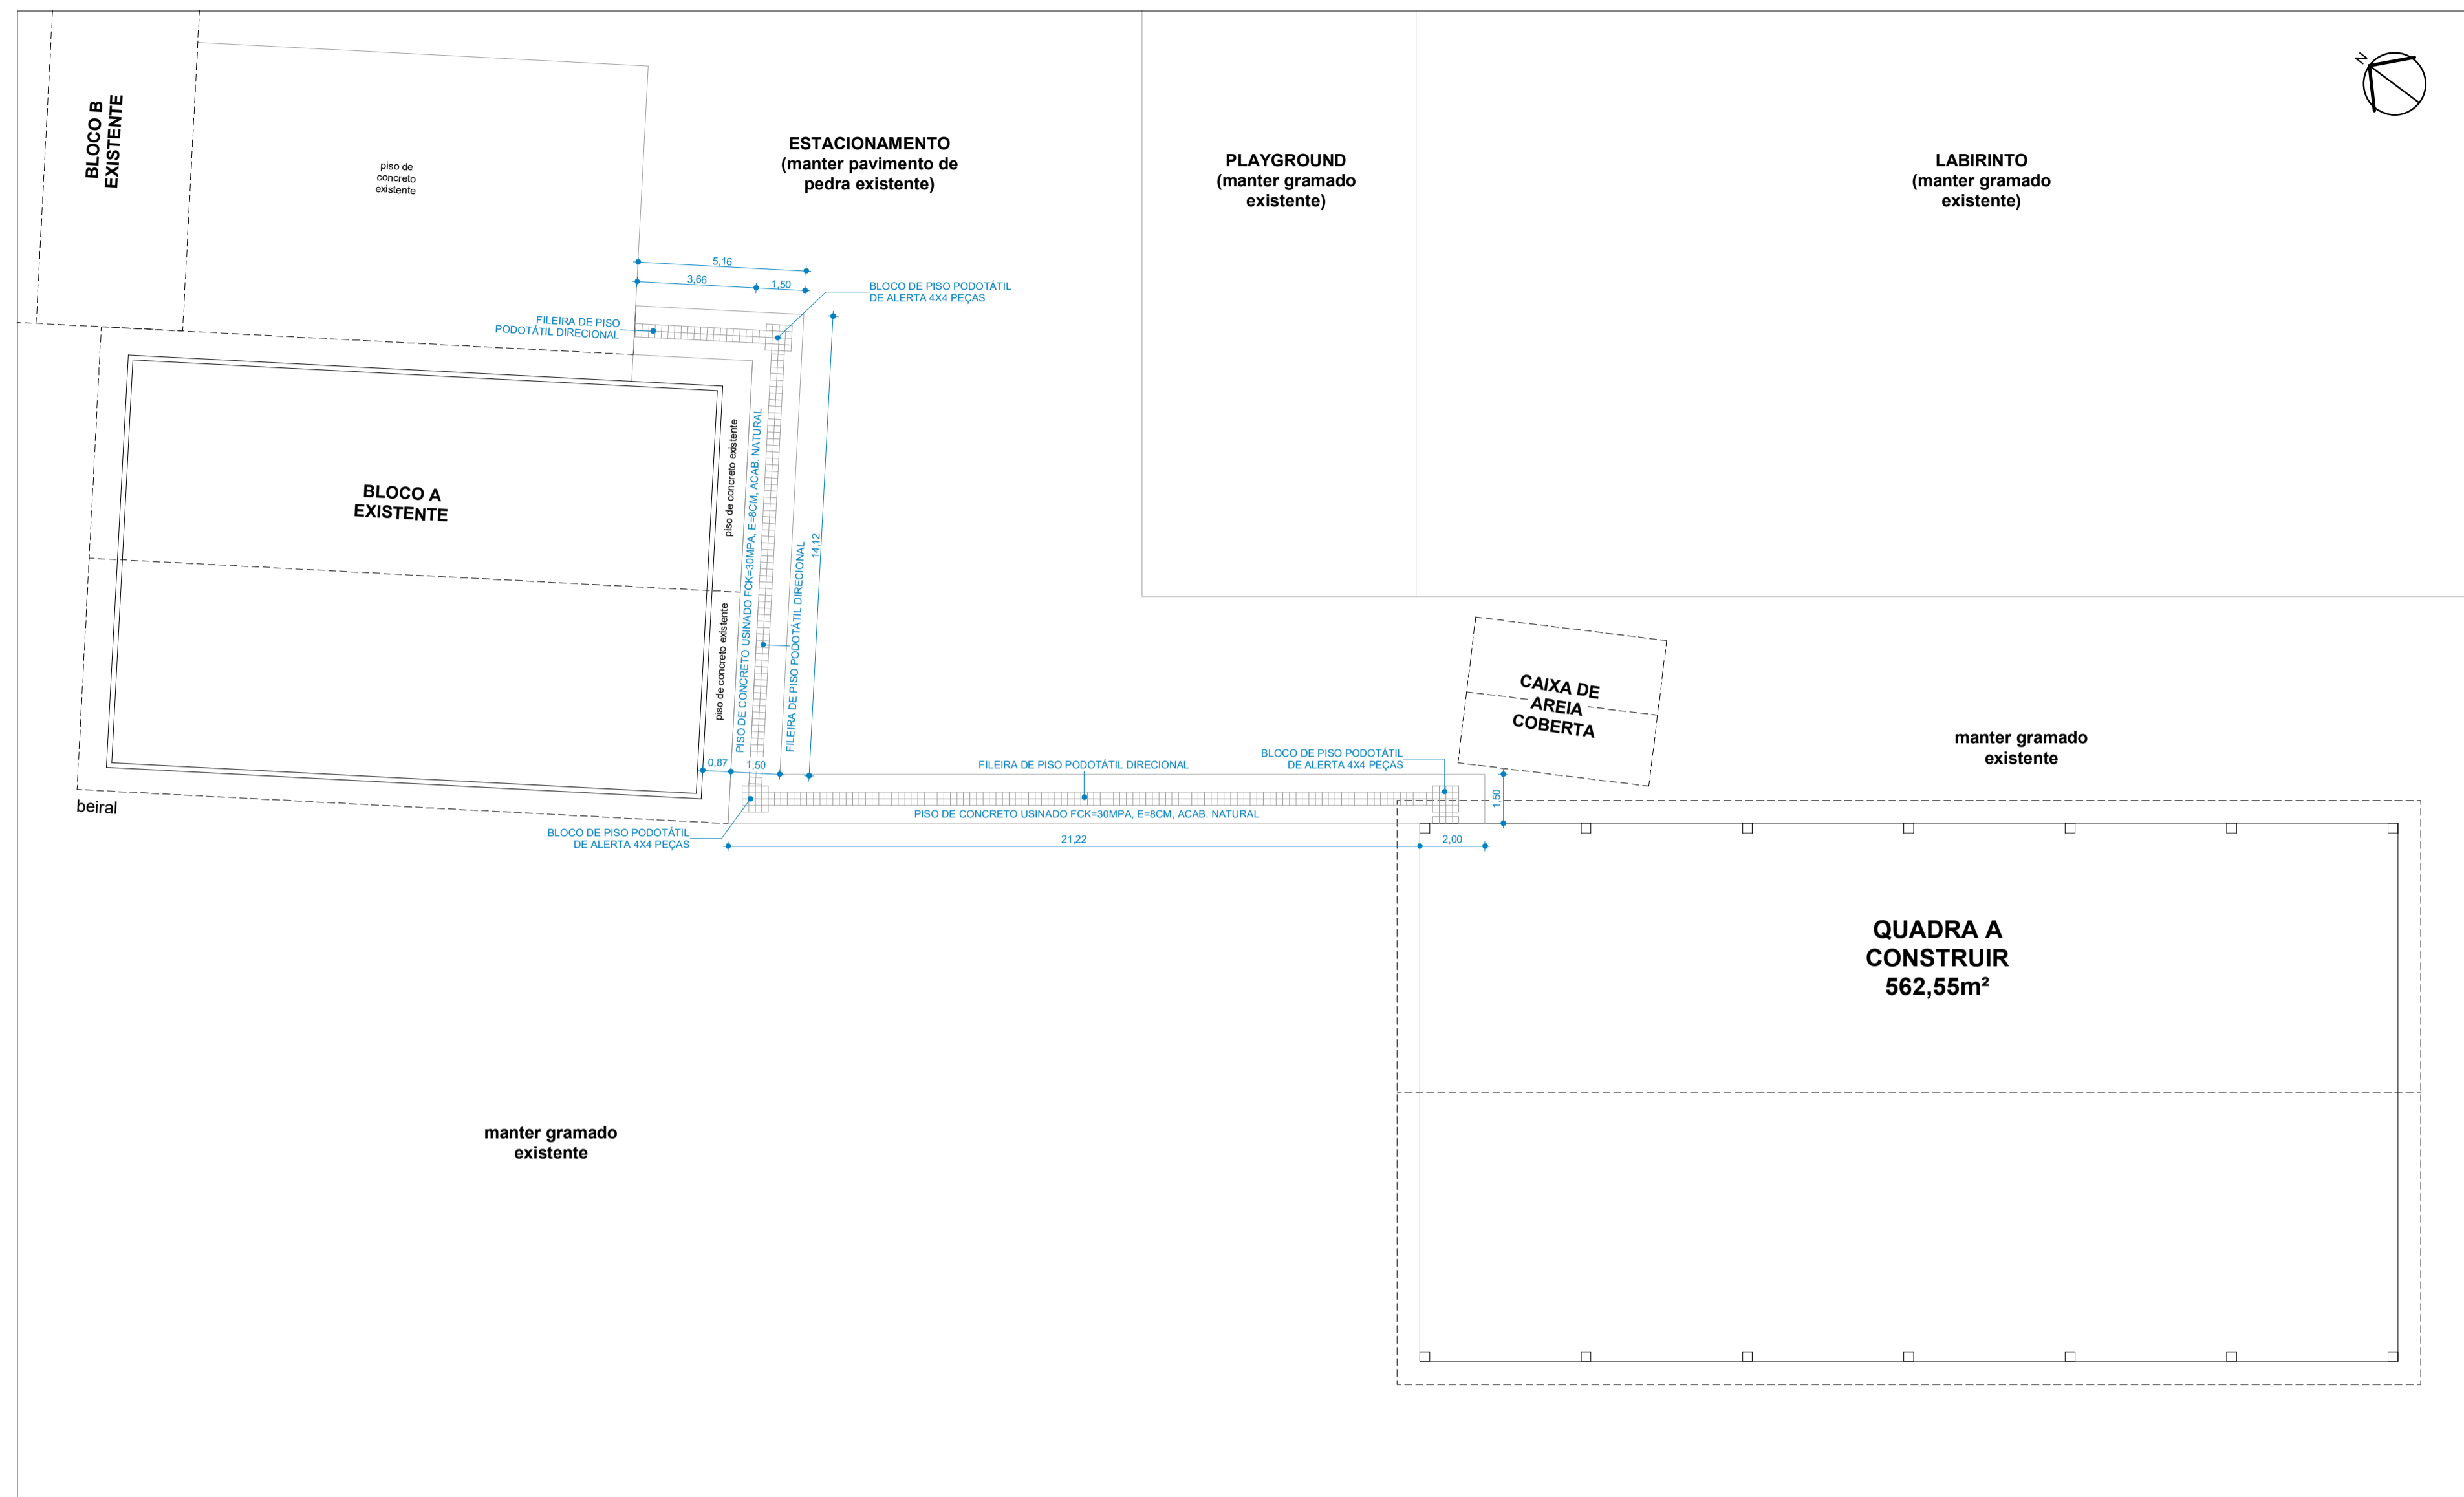 BLOCO B
EXISTENTE
piso de
concreto
existente
ESTACIONAMENTO
(manter pavimento de
pedra existente)
PLAYGROUND
(manter gramado
existente)
LABIRINTO
(manter gramado
existente)
N
5,16
3,66
1,50
BLOCO DE PISO PODOTÁTIL
DE ALERTA 4X4 PEÇAS
FILEIRA DE PISO
PODOTÁTIL DIRECIONAL
BLOCO A
EXISTENTE
piso de concreto existente
piso de concreto existente
PISO DE CONCRETO USINADO FCK=30MPA, E=8CM, ACAB. NATURAL
FILEIRA DE PISO PODOTÁTIL DIRECIONAL
14,12
CAIXA DE
AREIA
COBERTA
manter gramado
existente
0,87
1,50
FILEIRA DE PISO PODOTÁTIL DIRECIONAL
BLOCO DE PISO PODOTÁTIL
DE ALERTA 4X4 PEÇAS
1,50
beiral
PISO DE CONCRETO USINADO FCK=30MPA, E=8CM, ACAB. NATURAL
BLOCO DE PISO PODOTÁTIL
DE ALERTA 4X4 PEÇAS
21,22
2,00
QUADRA A
CONSTRUIR
562,55m²
manter gramado
existente